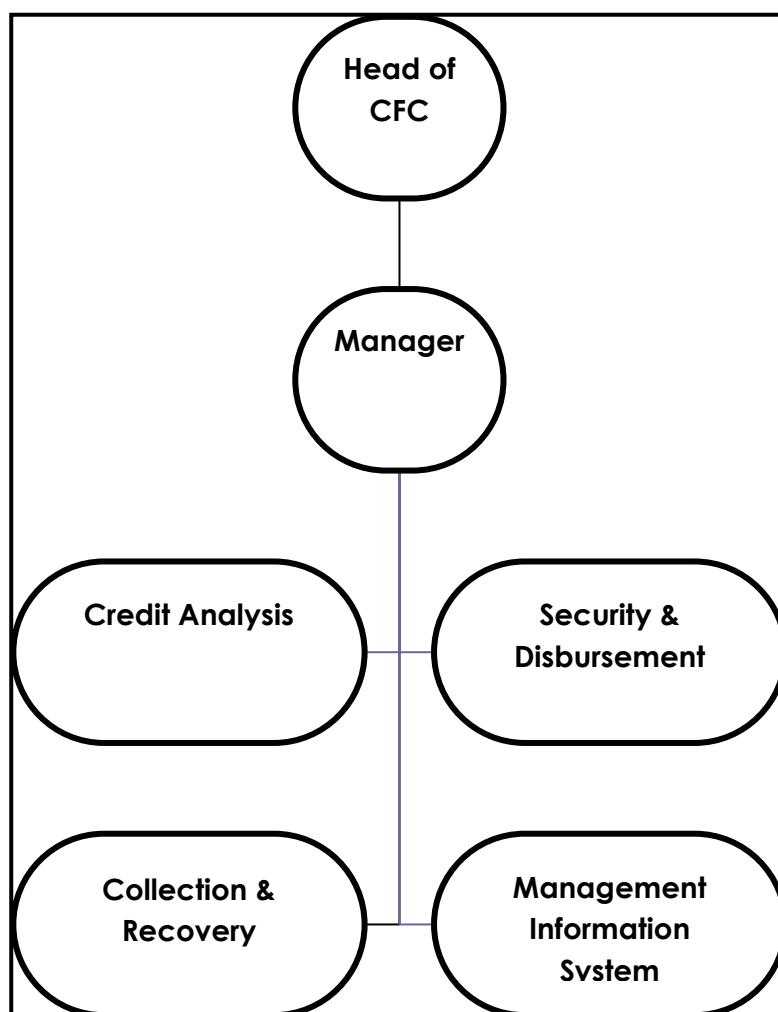 Head of
CFC
Manager
Credit Analysis
Security &
Disbursement
Collection &
Recovery
Management
Information
System